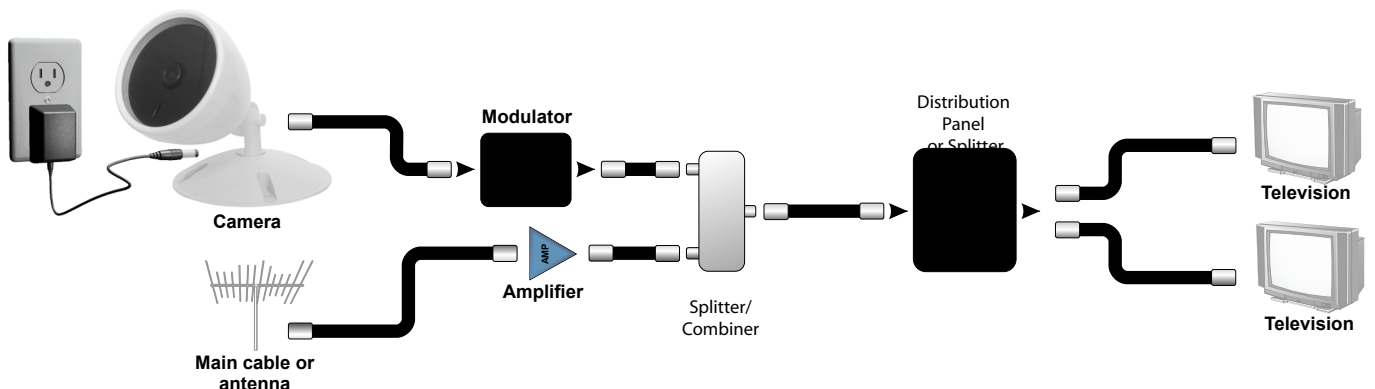 Distribution
Panel
or Splitter
Modulator
Television
Camera
AMP
Amplifier
Splitter/
Combiner
Television
Main cable or
antenna